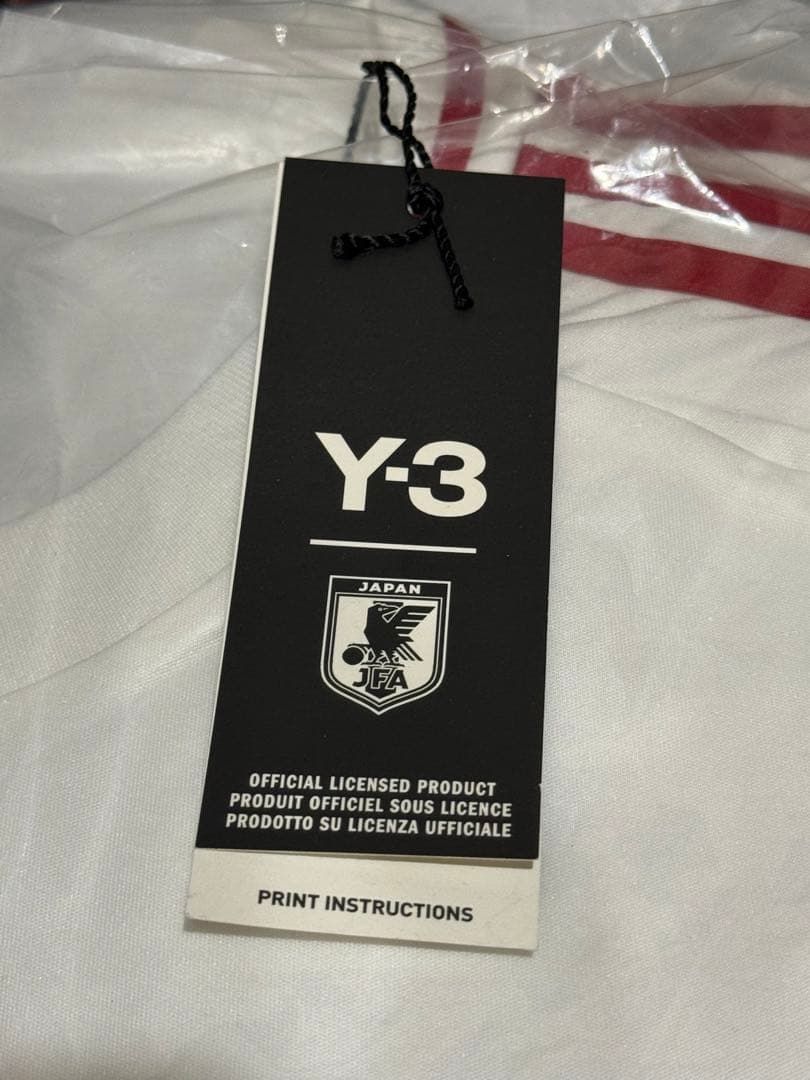 Y-3
JAPAN
JFA
OFFICIAL LICENSED PRODUCT
PRODUIT OFFICIEL SOUS LICENCE
PRODOTTO SU LICENZA UFFICIALE
PRINT INSTRUCTIONS